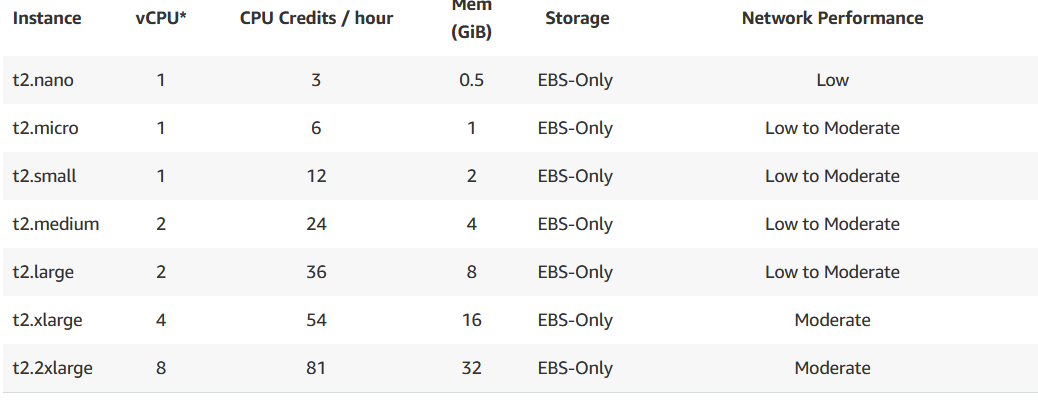 Instance vCPU* CPU Credits / hour Mem (GiB) Storage Network Performance
t2.nano 1 3 0.5 EBS-Only Low
t2.micro 1 6 1 EBS-Only Low to Moderate
t2.small 1 12 2 EBS-Only Low to Moderate
t2.medium 2 24 4 EBS-Only Low to Moderate
t2.large 2 36 8 EBS-Only Low to Moderate
t2.xlarge 4 54 16 EBS-Only Moderate
t2.2xlarge 8 81 32 EBS-Only Moderate